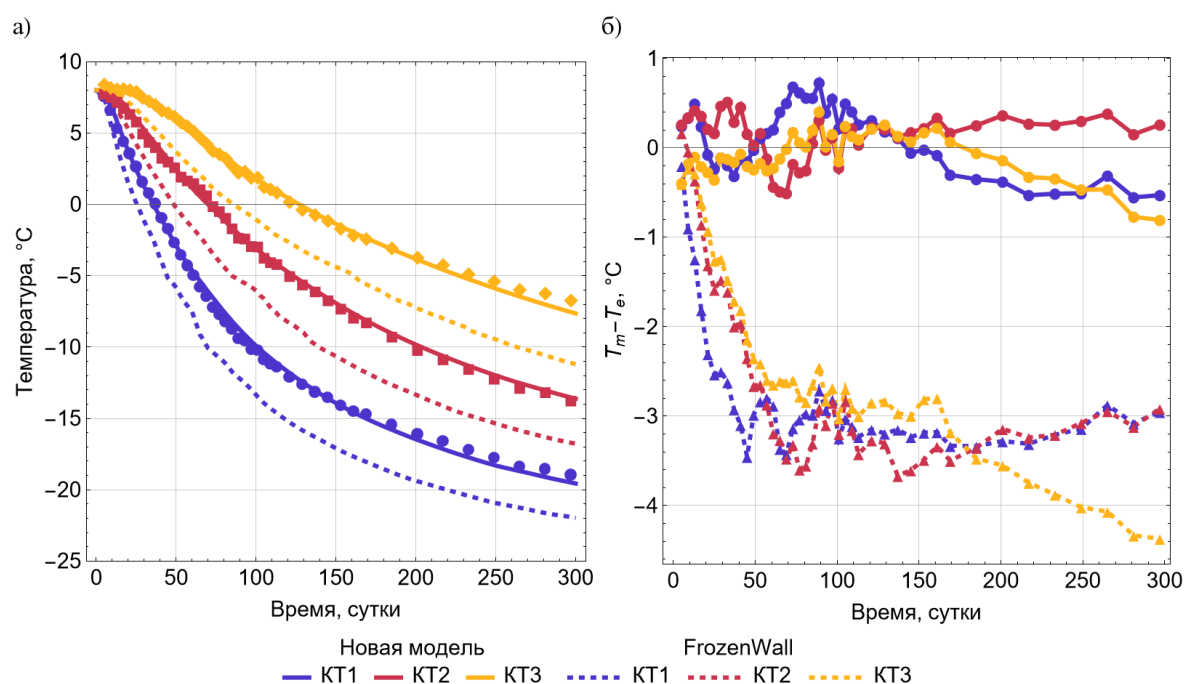 а)
10
5
0
−5
−10
−15
−20
−25
Температура, °C
0 50 100 150 200 250 300
Время, сутки
б)
1
0
−1
−2
−3
−4
Tm−Te, °C
0 50 100 150 200 250 300
Время, сутки
Новая модель FrozenWall
КТ1 КТ2 КТ3 КТ1 КТ2 КТ3